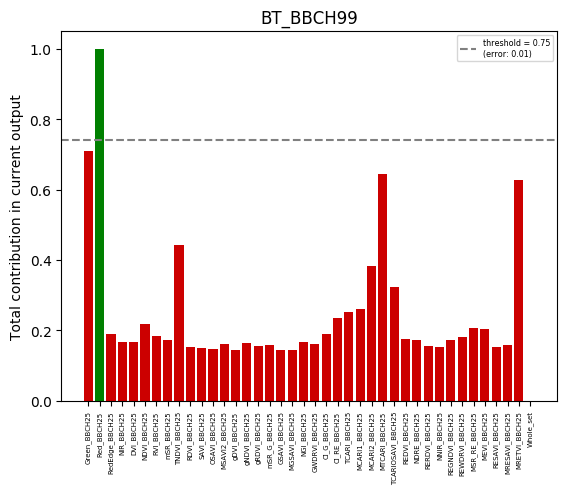 BT_BBCH99
threshold = 0.75
(error: 0.01)
Total contribution in current output
1.0
0.8
0.6
0.4
0.2
0.0
Green_BBCH25
Red_BBCH25
RedEdge_BBCH25
NIR_BBCH25
DVI_BBCH25
NDVI_BBCH25
RVI_BBCH25
mSR_BBCH25
TNDVI_BBCH25
RDVI_BBCH25
SAVI_BBCH25
OSAVI_BBCH25
MSAVI2_BBCH25
gDVI_BBCH25
gNDVI_BBCH25
gRDVI_BBCH25
mSR_G_BBCH25
GSAVI_BBCH25
MGSAVI_BBCH25
NGI_BBCH25
GWDRVI_BBCH25
CI_G_BBCH25
CI_RE_BBCH25
TCARI_BBCH25
MCARI1_BBCH25
MCARI2_BBCH25
MTCARI_BBCH25
TCARIOSAVI_BBCH25
REDVI_BBCH25
NDRE_BBCH25
RERDVI_BBCH25
NNIR_BBCH25
REGNDVI_BBCH25
REWDRVI_BBCH25
MSR_RE_BBCH25
MEVI_BBCH25
RESAVI_BBCH25
MRESAVI_BBCH25
MRETVI_BBCH25
Whole_set